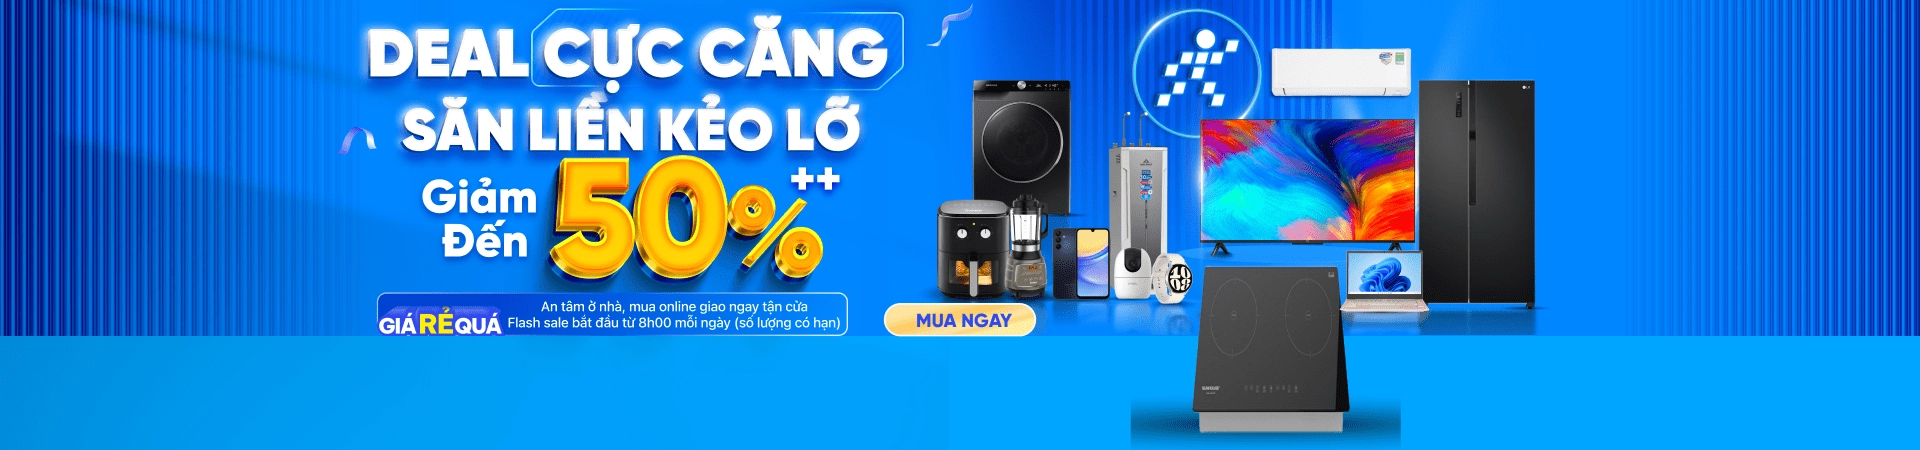 DEAL CỰC CĂNG
SĂN LIỀN KẺO LỠ
Giảm
Đến
50%++
GIÁ RẺ QUÁ
An tâm ở nhà, mua online giao ngay tận cửa
Flash sale bắt đầu từ 8h00 mỗi ngày (số lượng có hạn)
MUA NGAY
LG